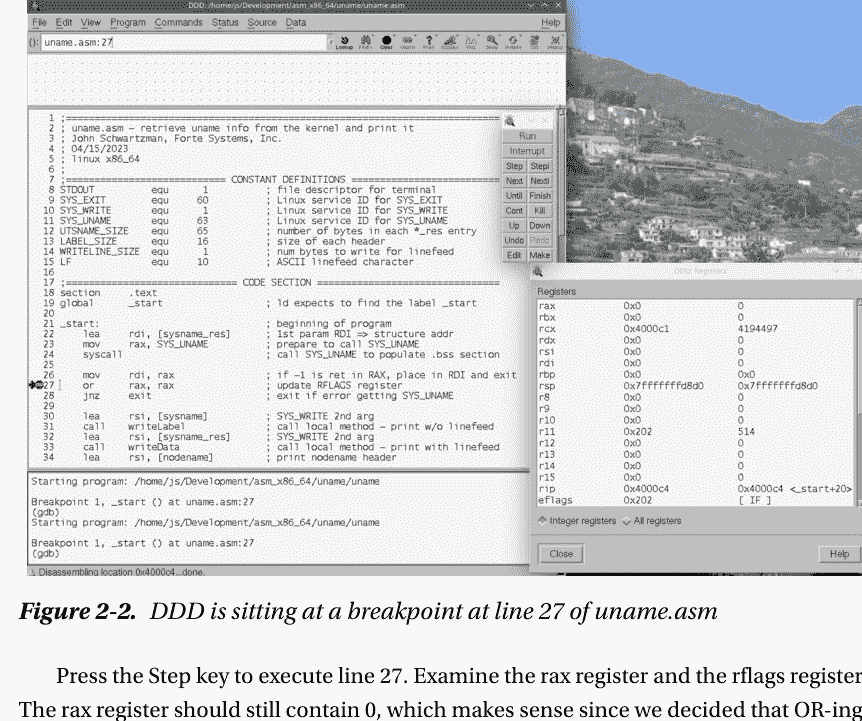 DDD: /home/js/Development/asm_x86_64/uname/uname.asm
File Edit View Program Commands Status Source Data Help
(): uname.asm:27
Lookup Clear Print
1 ;=====================================================================
2 ; uname.asm - retrieve uname info from the kernel and print it
3 ; John Schwartzman, Forte Systems, Inc.
4 ; 04/15/2023
5 ; linux x86_64
6 ;
7 ;========================= CONSTANT DEFINITIONS =======================
8 STDOUT equ 1 ; file descriptor for terminal
9 SYS_EXIT equ 60 ; Linux service ID for SYS_EXIT
10 SYS_WRITE equ 1 ; Linux service ID for SYS_WRITE
11 SYS_UNAME equ 63 ; Linux service ID for SYS_UNAME
12 UTSNAME_SIZE equ 65 ; number of bytes in each *_res entry
13 LABEL_SIZE equ 16 ; size of each header
14 WRITELINE_SIZE equ 1 ; num bytes to write for linefeed
15 LF equ 10 ; ASCII linefeed character
16
17 ;=========================== CODE SECTION ===========================
18 section .text
19 global _start ; ld expects to find the label _start
20
21 _start: ; beginning of program
22 lea rdi, [sysname_res] ; 1st param RDI => structure addr
23 mov rax, SYS_UNAME ; prepare to call SYS_UNAME
24 syscall ; call SYS_UNAME to populate .bss section
25
26 mov rdi, rax ; if -1 is ret in RAX, place in RDI and exit
27 or rax, rax ; update RFLAGS register
28 jnz exit ; exit if error getting SYS_UNAME
29
30 lea rsi, [sysname] ; SYS_WRITE 2nd arg
31 call writeLabel ; call local method - print w/o linefeed
32 lea rsi, [sysname_res] ; SYS_WRITE 2nd arg
33 call writeData ; call local method - print with linefeed
34 lea rsi, [nodename] ; print nodename header
Run
Interrupt
Step Stepi
Next Nexti
Until Finish
Cont Kill
Up Down
Undo Redo
Edit Make
DDD: Registers
Registers
rax 0x0 0
rbx 0x0 0
rcx 0x4000c1 4194497
rdx 0x0 0
rsi 0x0 0
rdi 0x0 0
rbp 0x0 0x0
rsp 0x7fffffffd8d0 0x7fffffffd8d0
r8 0x0 0
r9 0x0 0
r10 0x0 0
r11 0x202 514
r12 0x0 0
r13 0x0 0
r14 0x0 0
r15 0x0 0
rip 0x4000c4 0x4000c4 <_start+20>
eflags 0x202 [ IF ]
Integer registers All registers
Close Help
Starting program: /home/js/Development/asm_x86_64/uname/uname
Breakpoint 1, _start () at uname.asm:27
(gdb)
Starting program: /home/js/Development/asm_x86_64/uname/uname
Breakpoint 1, _start () at uname.asm:27
(gdb)
Disassembling location 0x4000c4...done.
Figure 2-2. DDD is sitting at a breakpoint at line 27 of uname.asm
Press the Step key to execute line 27. Examine the rax register and the rflags register
The rax register should still contain 0, which makes sense since we decided that OR-ing